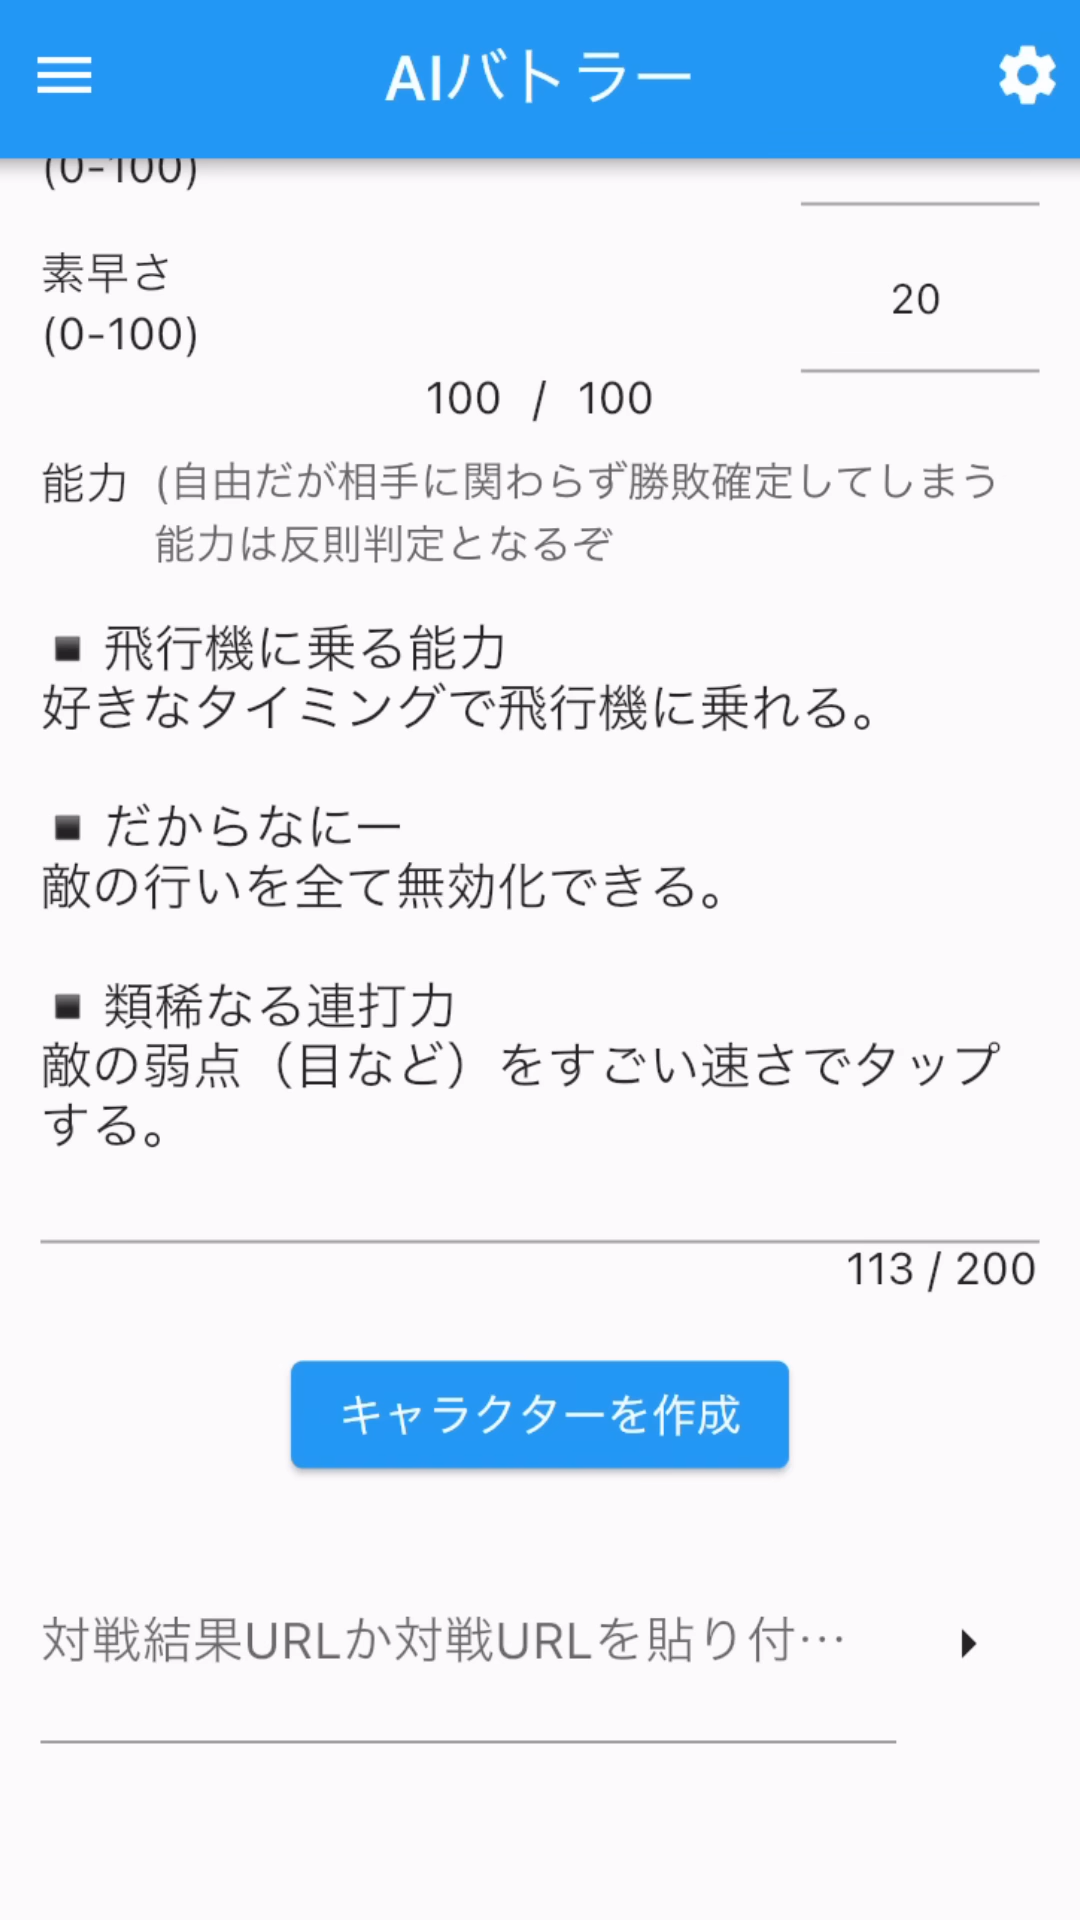 AIバトラー
(0-100)
素早さ
20
(0-100)
100 / 100
能力 (自由だが相手に関わらず勝敗確定してしまう
能力は反則判定となるぞ
▪️飛行機に乗る能力
好きなタイミングで飛行機に乗れる。
▪️だからなにー
敵の行いを全て無効化できる。
▪️類稀なる連打力
敵の弱点（目など）をすごい速さでタップ
する。
113 / 200
キャラクターを作成
対戦結果URLか対戦URLを貼り付…